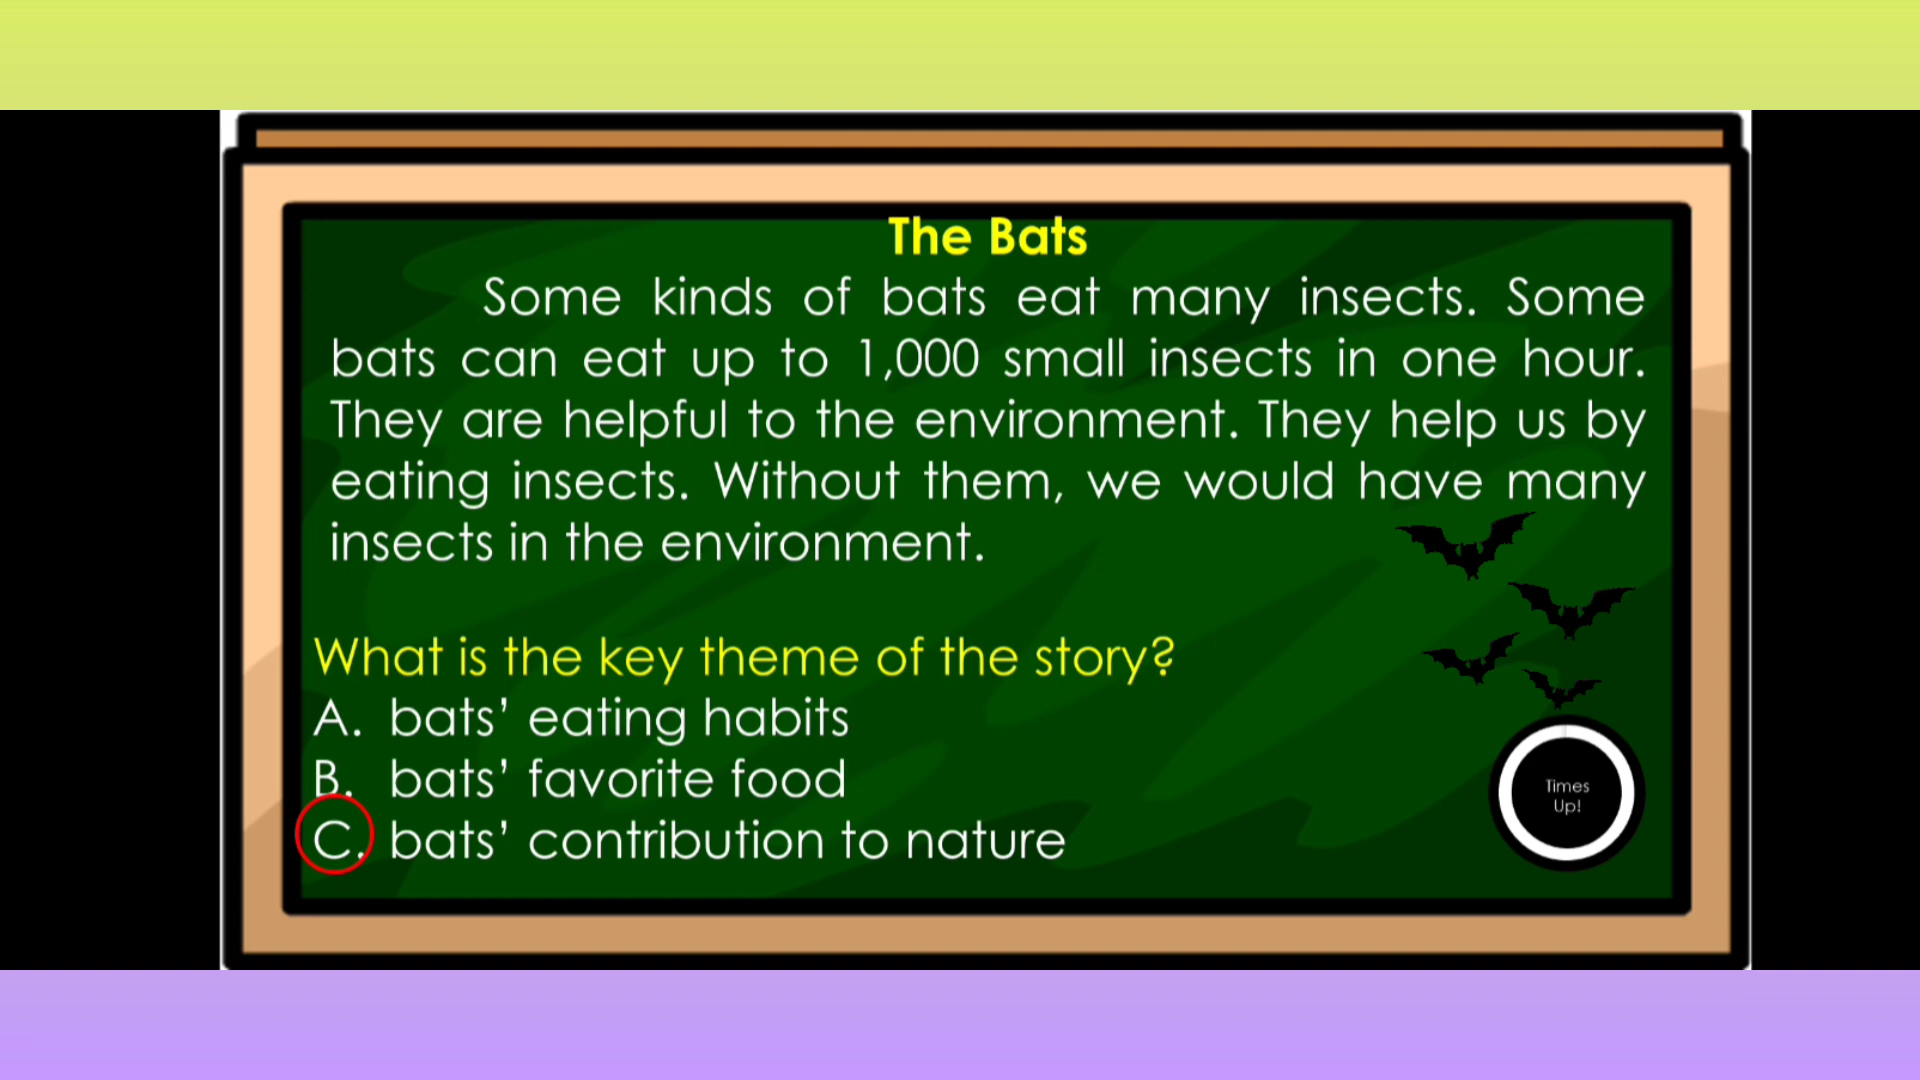 The Bats
Some kinds of bats eat many insects. Some
bats can eat up to 1,000 small insects in one hour.
They are helpful to the environment. They help us by
eating insects. Without them, we would have many
insects in the environment.
What is the key theme of the story?
A. bats’ eating habits
B. bats’ favorite food
C. bats’ contribution to nature
Times
Up!